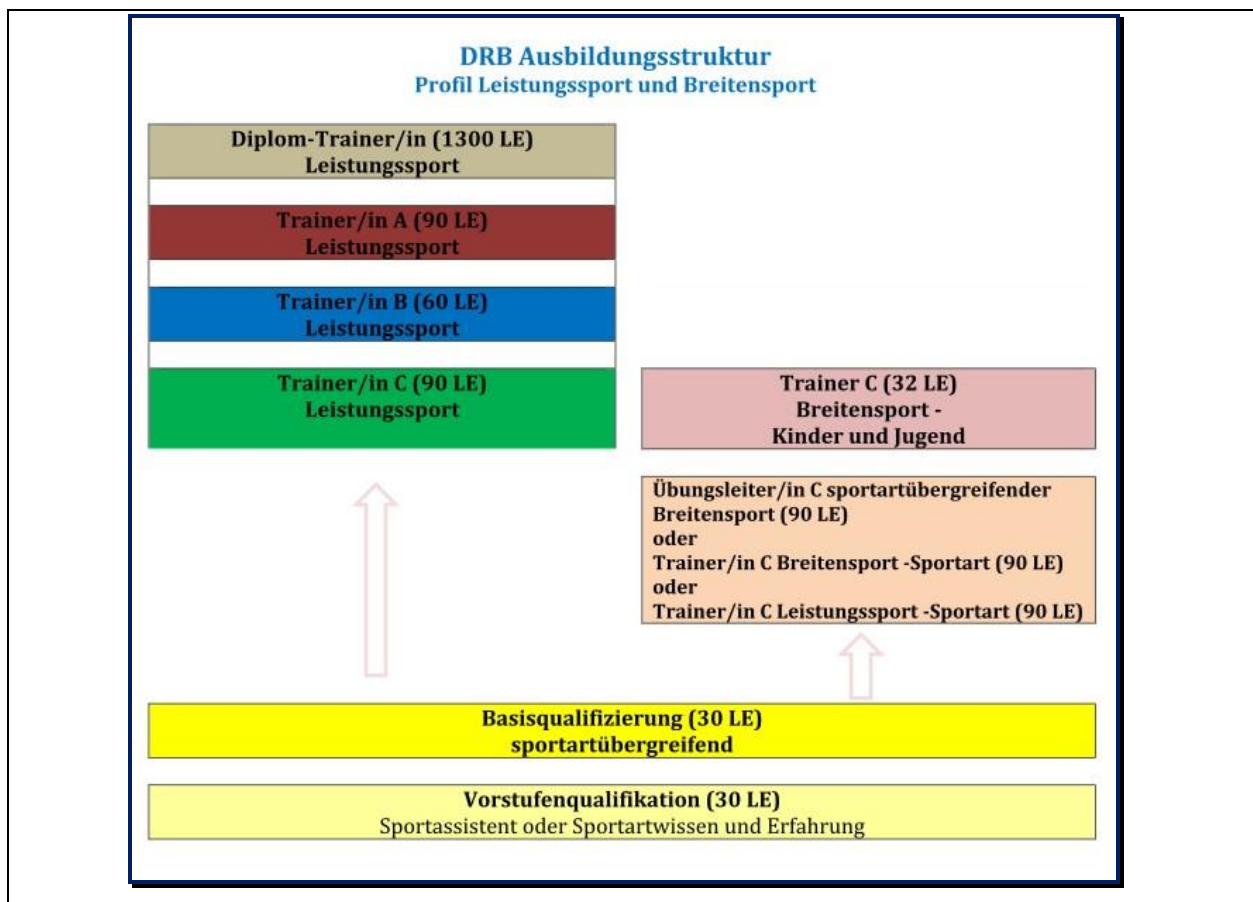 DRB Ausbildungsstruktur
Profil Leistungssport und Breitensport
Diplom-Trainer/in (1300 LE)
Leistungssport
Trainer/in A (90 LE)
Leistungssport
Trainer/in B (60 LE)
Leistungssport
Trainer/in C (90 LE)
Leistungssport
Trainer C (32 LE)
Breitensport -
Kinder und Jugend
Übungsleiter/in C sportartübergreifender
Breitensport (90 LE)
oder
Trainer/in C Breitensport -Sportart (90 LE)
oder
Trainer/in C Leistungssport -Sportart (90 LE)
Basisqualifizierung (30 LE)
sportartübergreifend
Vorstufenqualifikation (30 LE)
Sportassistent oder Sportartwissen und Erfahrung